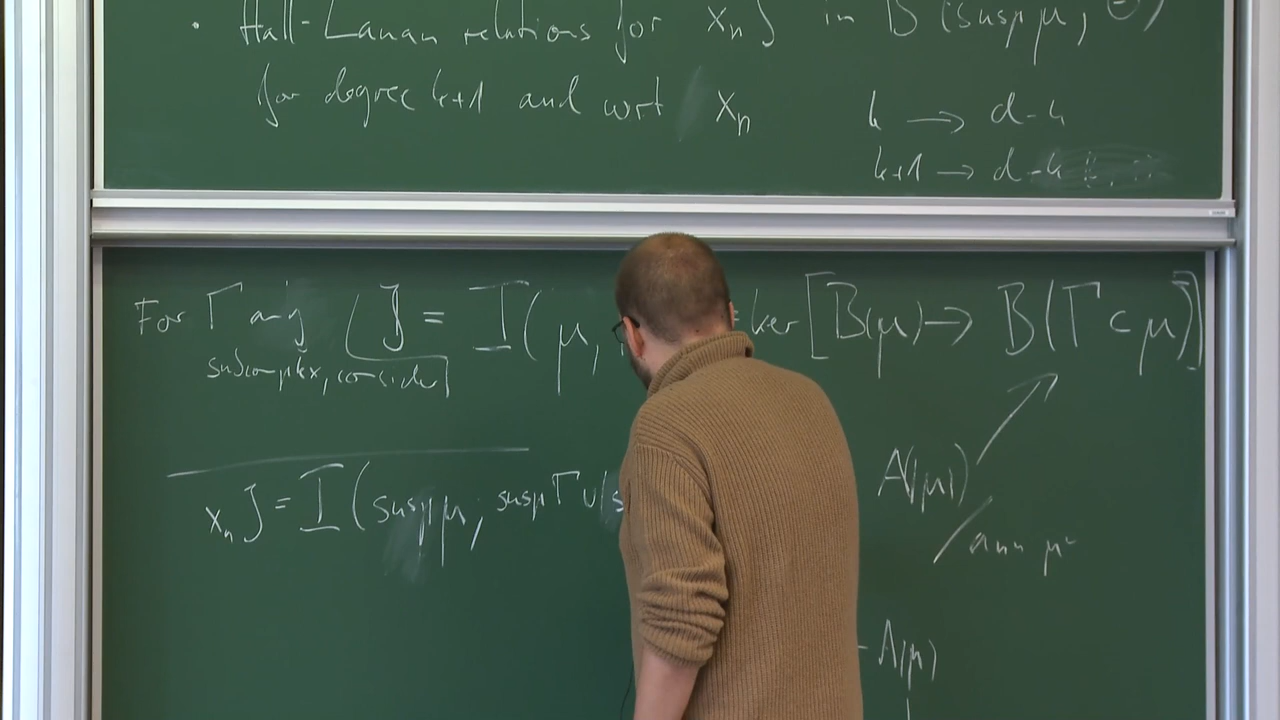 • Hall-Laman relations for x_n J in B(susp μ, Θ)
for degree k+1 and wrt x_n
k → d-k
k+1 → d-k
For Γ any J = I(μ, ker[B(μ) → B(Γ ⊂ μ)]
subcomplex, consider
x_n J = I(susp μ, susp Γ ∪
A(|μ|)
ann μ
A(μ)